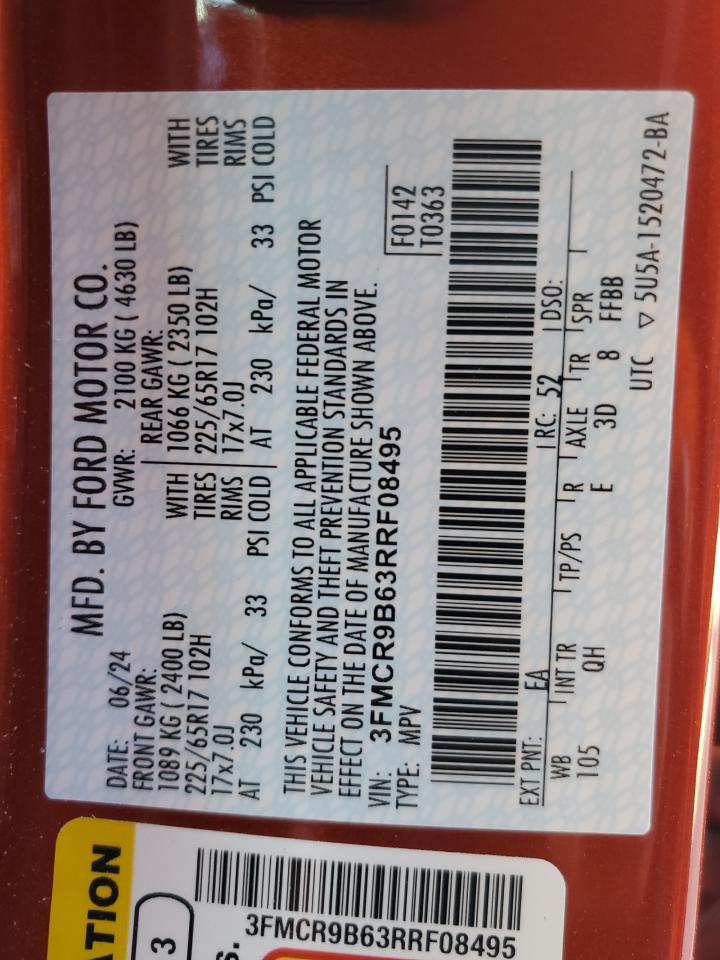 MFD. BY FORD MOTOR CO.
DATE: 06/24 GVWR: 2100 KG ( 4630 LB)
FRONT GAWR: REAR GAWR:
1089 KG ( 2400 LB) WITH 1066 KG ( 2350 LB) WITH
225/65R17 102H TIRES 225/65R17 102H TIRES
17x7.0J RIMS 17x7.0J RIMS
AT 230 kPa/ 33 PSI COLD AT 230 kPa/ 33 PSI COLD
THIS VEHICLE CONFORMS TO ALL APPLICABLE FEDERAL MOTOR
VEHICLE SAFETY AND THEFT PREVENTION STANDARDS IN
EFFECT ON THE DATE OF MANUFACTURE SHOWN ABOVE.
VIN: 3FMCR9B63RRF08495
TYPE: MPV
F0142
T0363
EXT PNT: EA RC: 52 DSO:
WB INT TR TP/PS R AXLE TR SPR
105 QH E 3D 8 FFBB
UTC ▽ 5U5A-1520472-BA
TION
3
S.
3FMCR9B63RRF08495